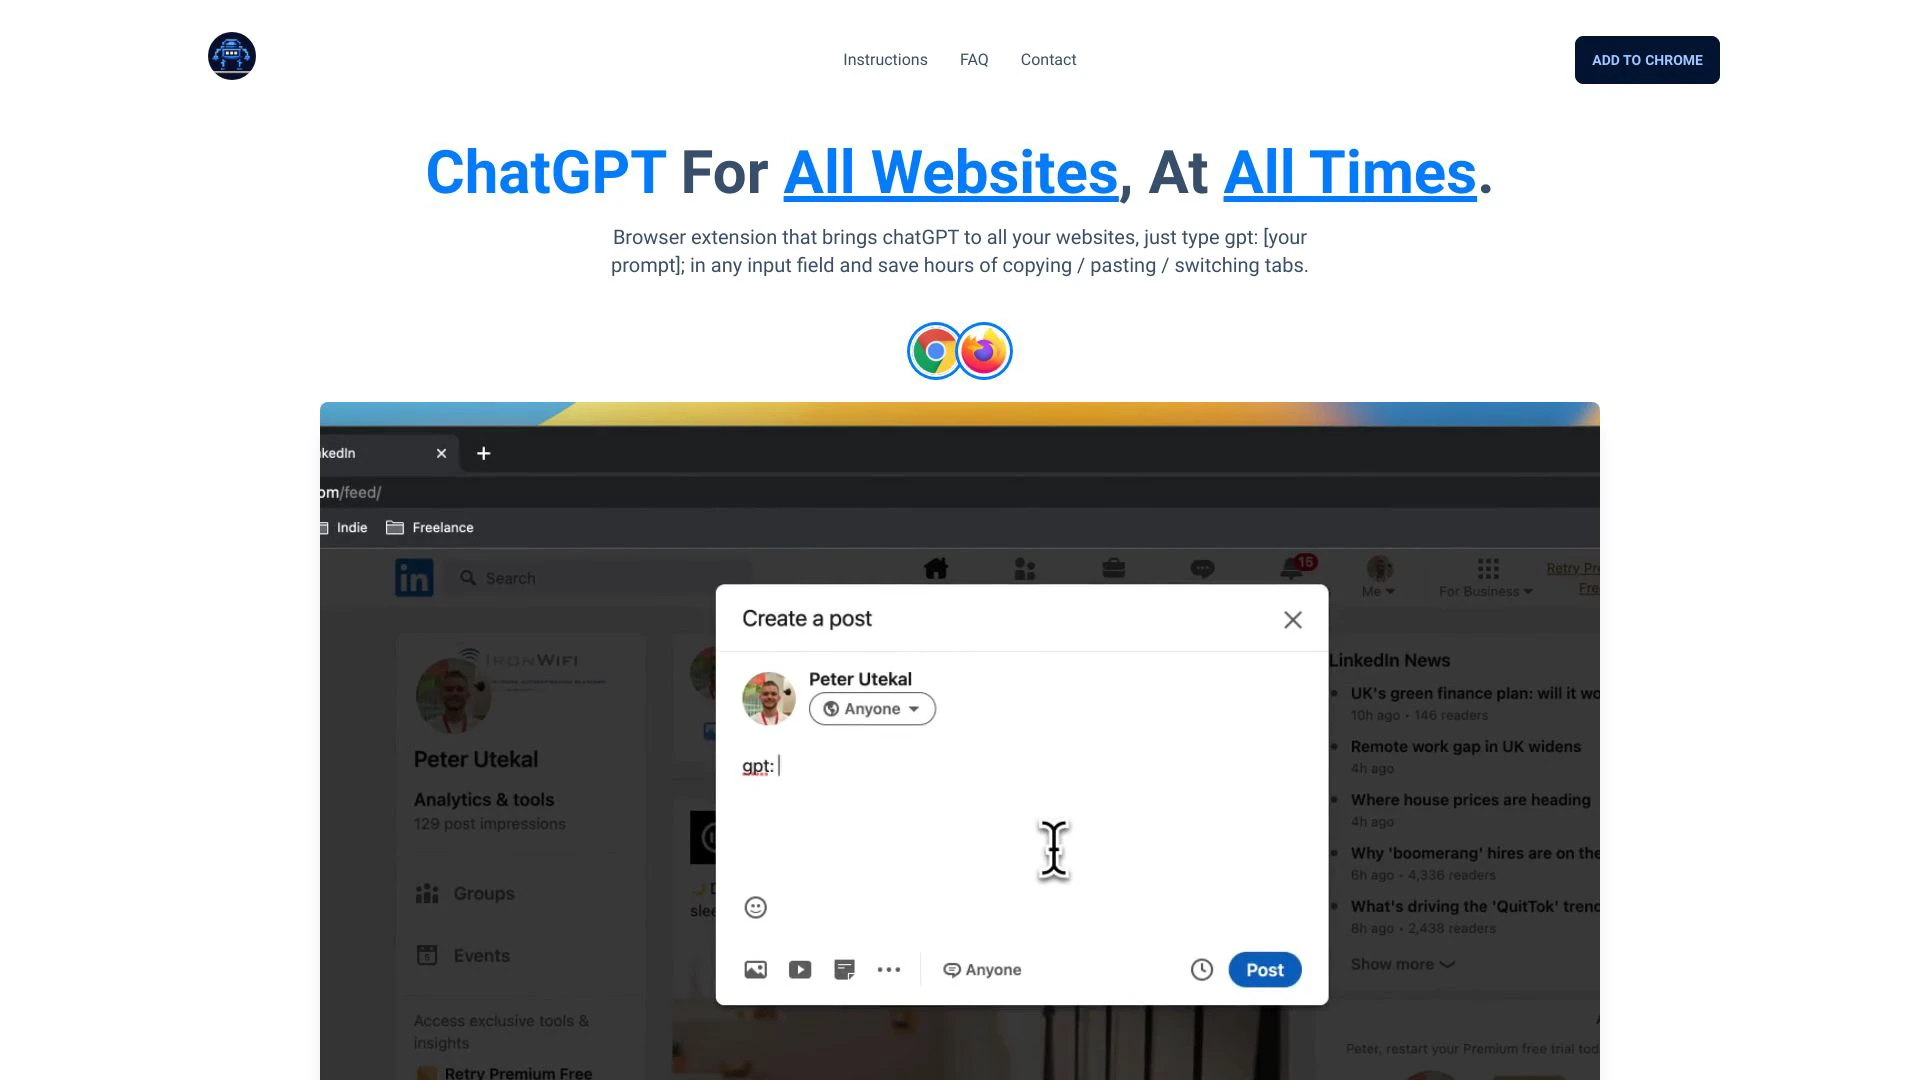 Instructions
FAQ
Contact
ADD TO CHROME
ChatGPT For All Websites, At All Times.
Browser extension that brings chatGPT to all your websites, just type gpt: [your
prompt]; in any input field and save hours of copying / pasting / switching tabs.
kedIn
om/feed/
Indie
Freelance
in
Search
15
Me
For Business
Retry Pr
Fre
Create a post
Peter Utekal
Anyone
gpt:
Anyone
Post
IRONWIFI
Peter Utekal
Analytics & tools
129 post impressions
Groups
Events
Access exclusive tools &
insights
Retry Premium Free
slee
LinkedIn News
UK's green finance plan: will it wo
10h ago • 146 readers
Remote work gap in UK widens
4h ago
Where house prices are heading
4h ago
Why 'boomerang' hires are on the
6h ago • 4,336 readers
What's driving the 'QuitTok' trend
8h ago • 2,438 readers
Show more
Peter, restart your Premium free trial tod